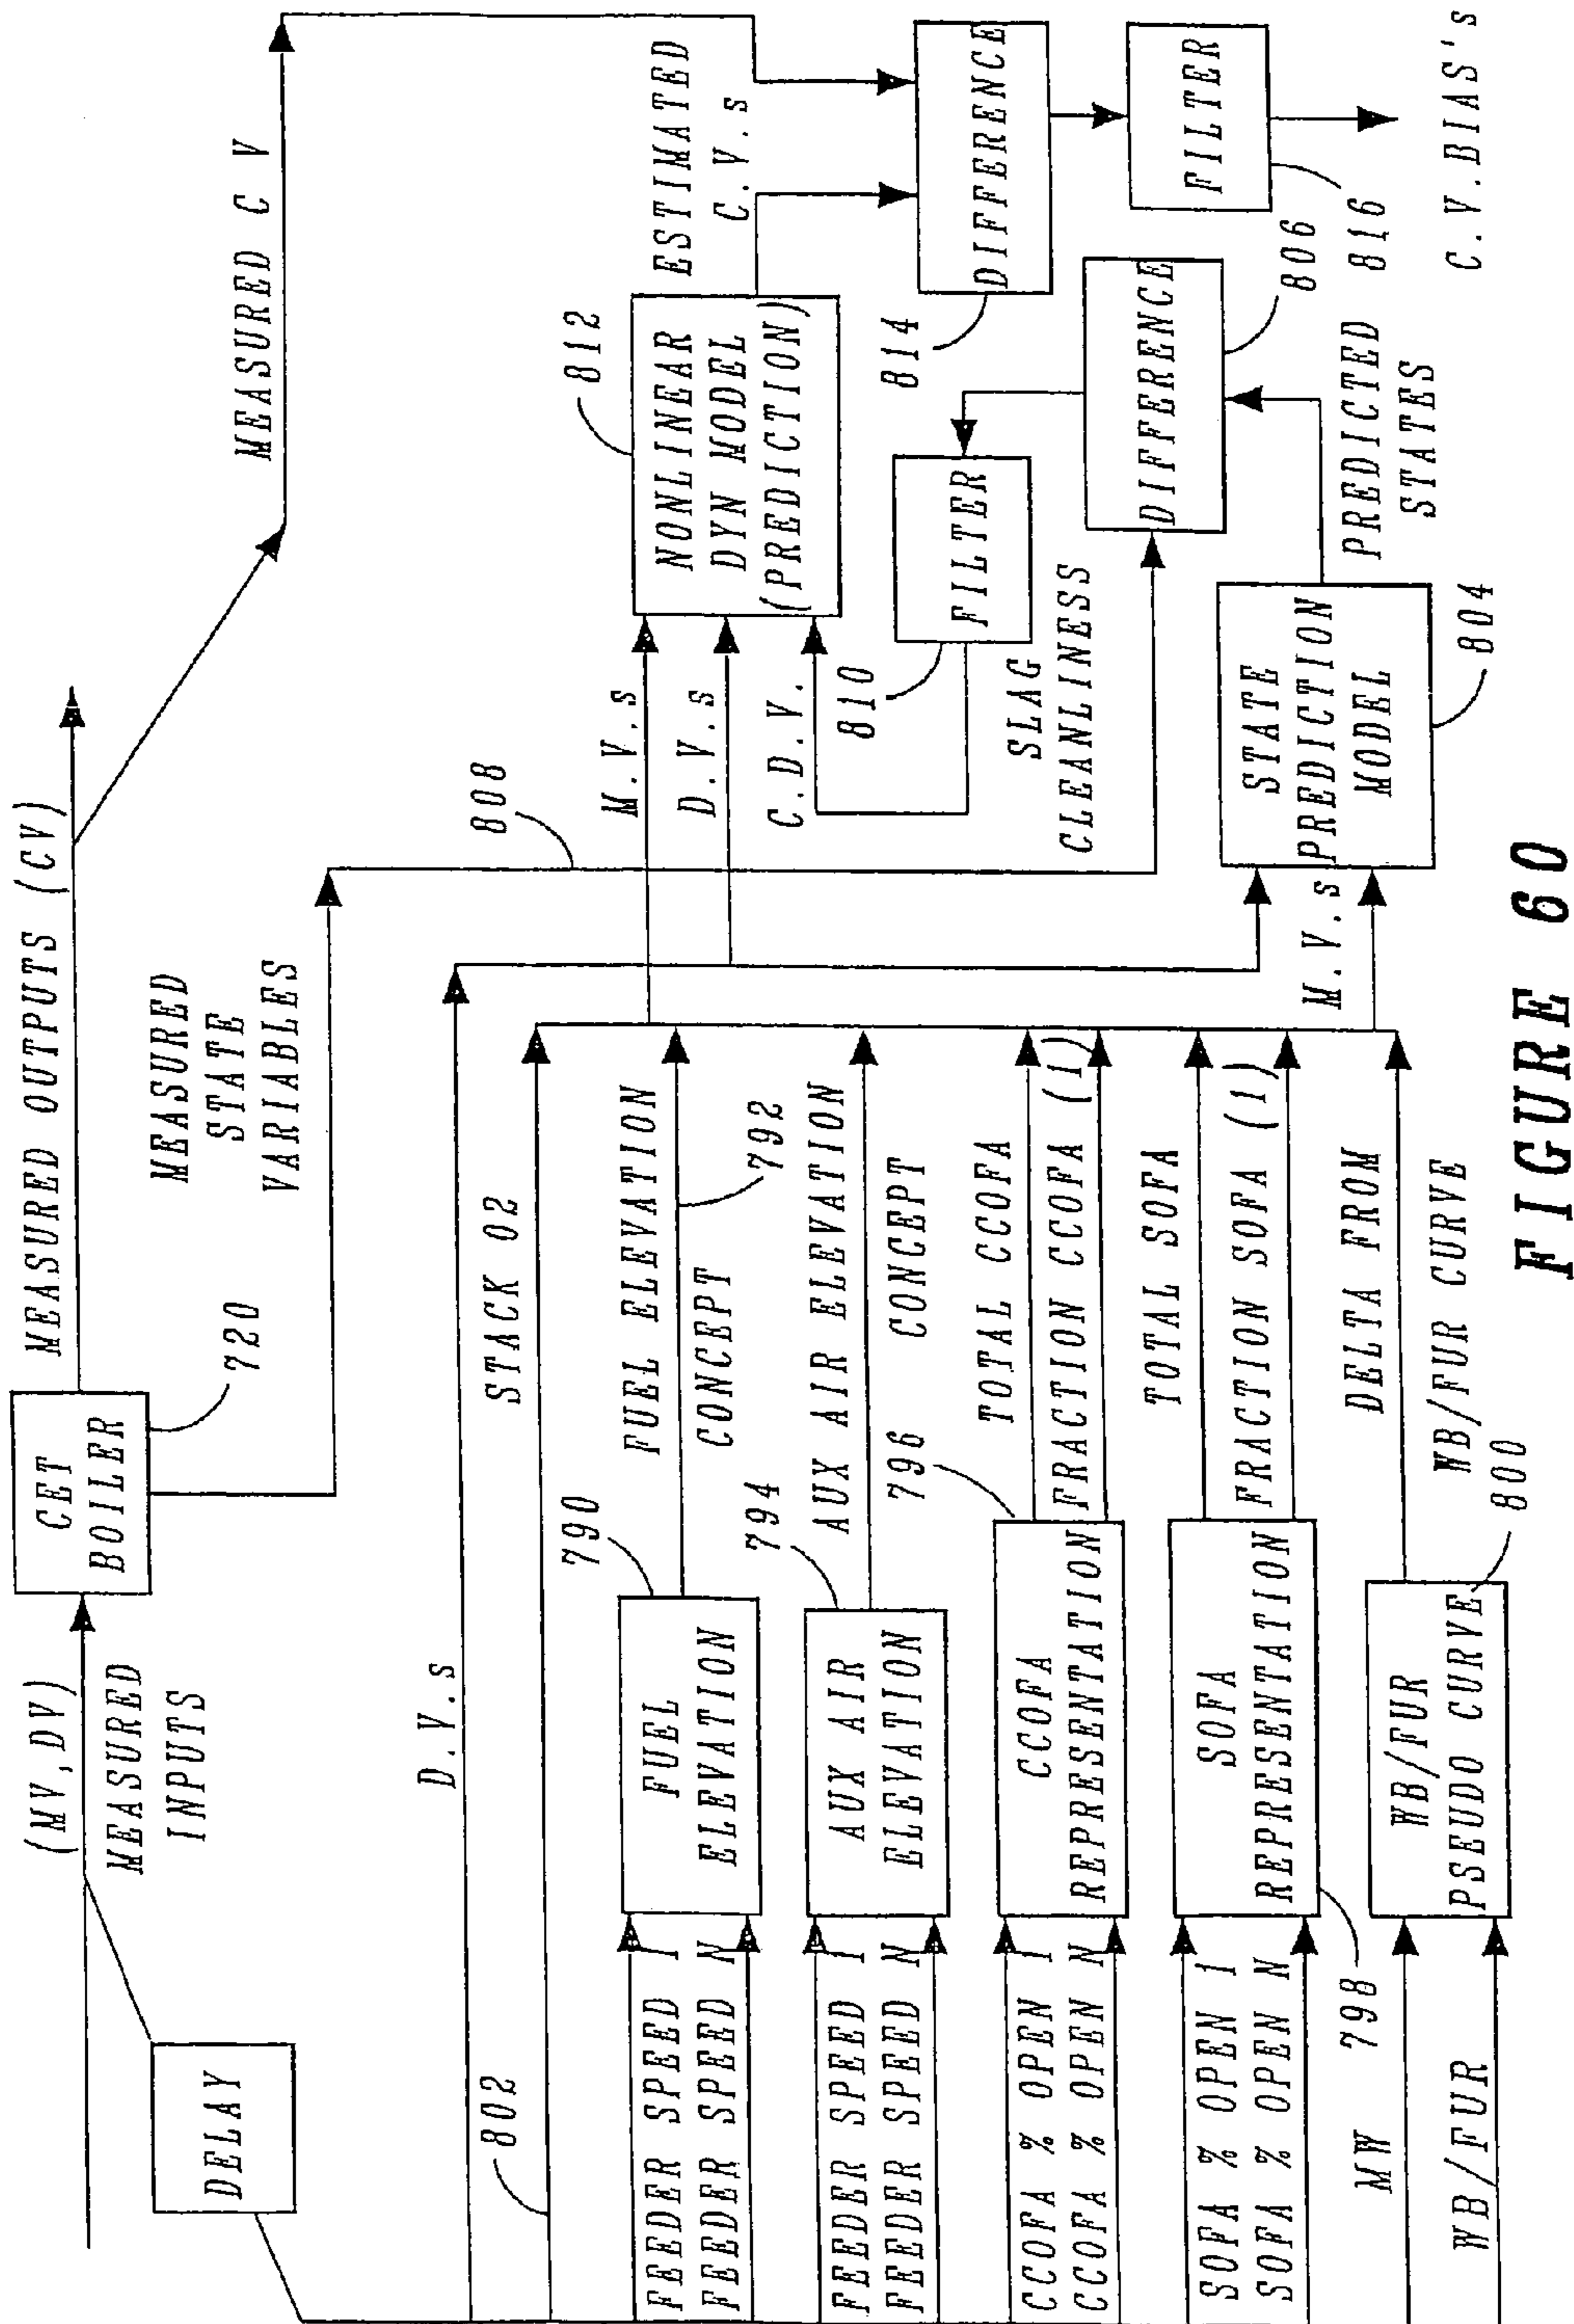 (MV,DV)
MEASURED
INPUTS
DELAY
CET
BOILER
720
MEASURED OUTPUTS (CV)
MEASURED C V
MEASURED
STATE
VARIABLES
808
D.V.s
802
STACK O2
FEEDER SPEED 1
FEEDER SPEED N
FUEL
ELEVATION
790
FUEL ELEVATION
CONCEPT
792
FEEDER SPEED 1
FEEDER SPEED N
AUX AIR
ELEVATION
794
AUX AIR ELEVATION
CONCEPT
CCOFA % OPEN 1
CCOFA % OPEN N
CCOFA
REPRESENTATION
796
TOTAL CCOFA
FRACTION CCOFA (1)
SOFA % OPEN 1
SOFA % OPEN N
SOFA
REPRESENTATION
798
TOTAL SOFA
FRACTION SOFA (1)
MW
WB/FUR
WB/FUR
PSEUDO CURVE
800
DELTA FROM
WB/FUR CURVE
M.V.s
D.V.s
C.D.V.
NONLINEAR
DYN MODEL
(PREDICTION)
812
ESTIMATED
C.V.s
FILTER
810
SLAG
CLEANLINESS
M.V.s
STATE
PREDICTION
MODEL
804
PREDICTED
STATES
DIFFERENCE
806
DIFFERENCE
814
FILTER
816
C.V.BIAS's
FIGURE 60